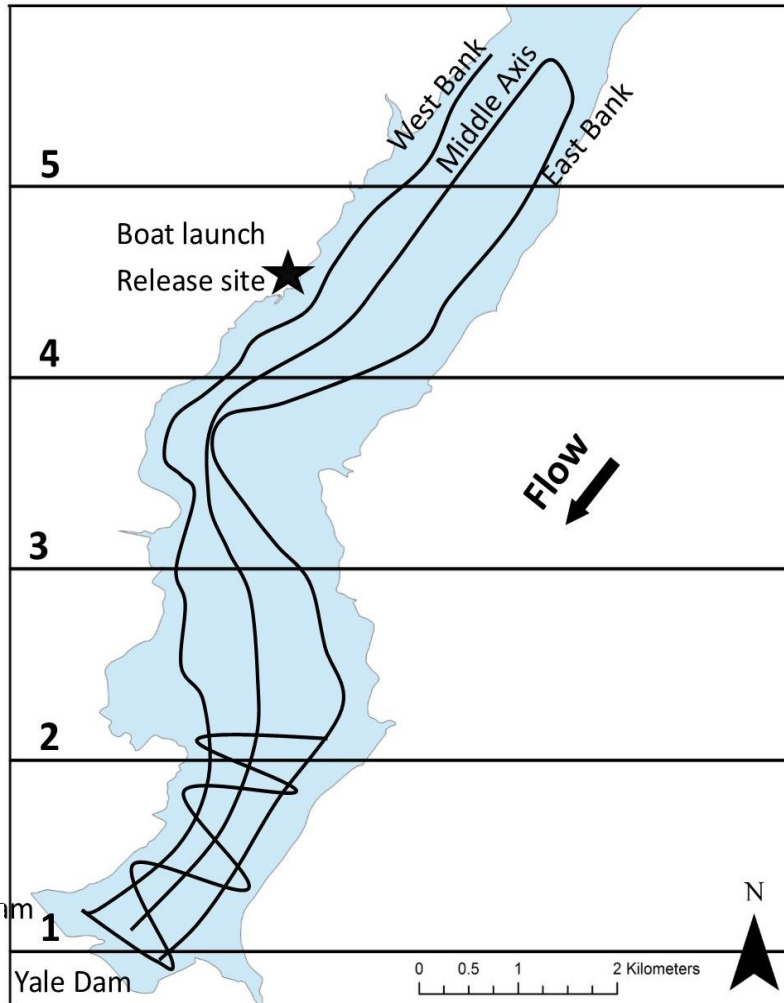 West Bank
Middle Axis
East Bank
5
Boat launch
Release site
4
Flow
3
2
N
am
1
0 0.5 1 2 Kilometers
Yale Dam